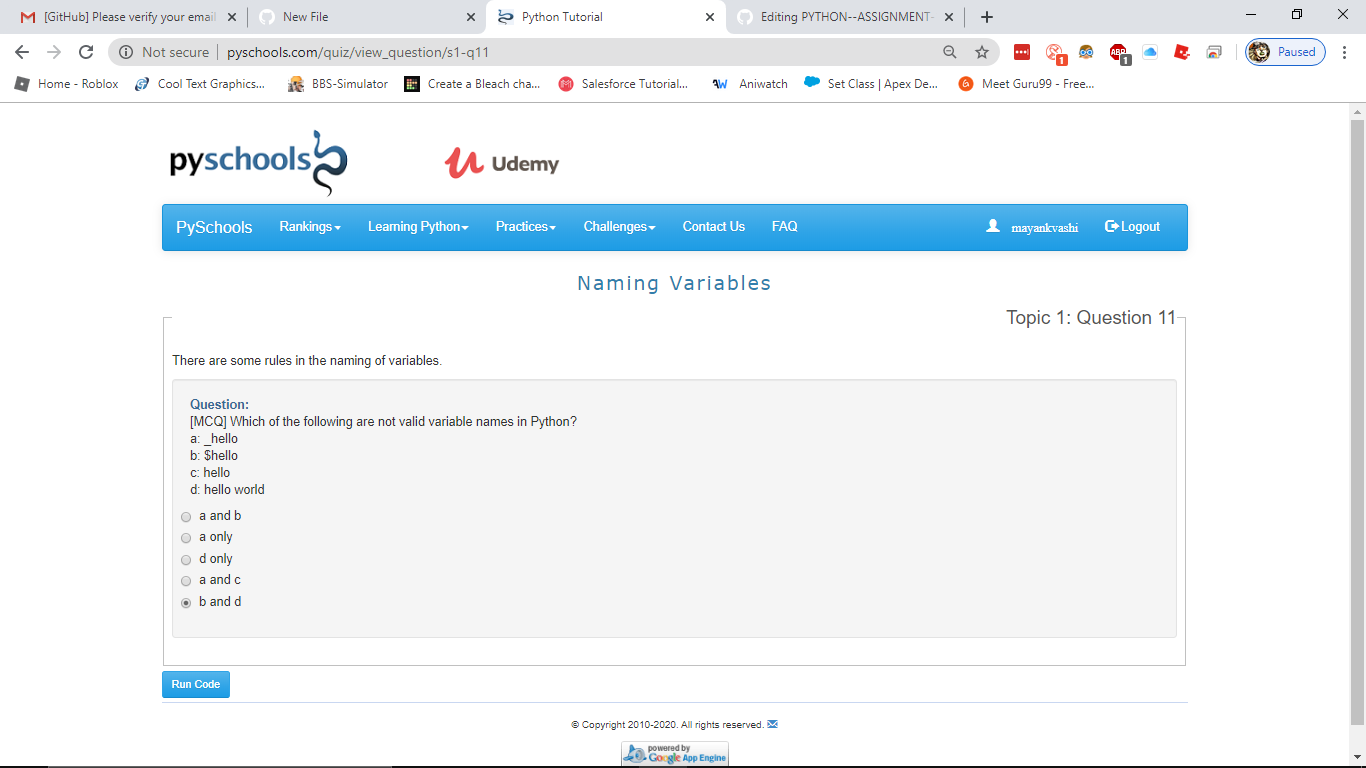 [GitHub] Please verify your email
New File
Python Tutorial
Editing PYTHON--ASSIGNMENT-
Not secure | pyschools.com/quiz/view_question/s1-q11
1
ABP
1
Paused
Home - Roblox
Cool Text Graphics...
BBS-Simulator
Create a Bleach cha...
Salesforce Tutorial...
Aniwatch
Set Class | Apex De...
Meet Guru99 - Free...
pyschools
Udemy
PySchools Rankings Learning Python Practices Challenges Contact Us FAQ mayankvashi Logout
Naming Variables
Topic 1: Question 11
There are some rules in the naming of variables.
Question:
[MCQ] Which of the following are not valid variable names in Python?
a: _hello
b: $hello
c: hello
d: hello world
a and b
a only
d only
a and c
b and d
Run Code
© Copyright 2010-2020. All rights reserved.
powered by
Google App Engine